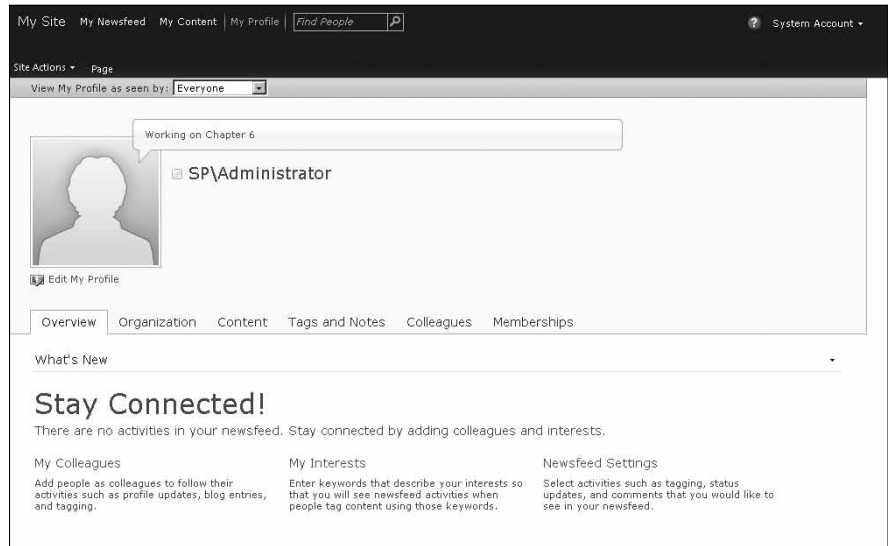 My Site My Newsfeed My Content My Profile Find People System Account
Site Actions Page
View My Profile as seen by: Everyone
Working on Chapter 6
SP\Administrator
Edit My Profile
Overview Organization Content Tags and Notes Colleagues Memberships
What's New
Stay Connected!
There are no activities in your newsfeed. Stay connected by adding colleagues and interests.
My Colleagues
Add people as colleagues to follow their
activities such as profile updates, blog entries,
and tagging.
My Interests
Enter keywords that describe your interests so
that you will see newsfeed activities when
people tag content using those keywords.
Newsfeed Settings
Select activities such as tagging, status
updates, and comments that you would like to
see in your newsfeed.